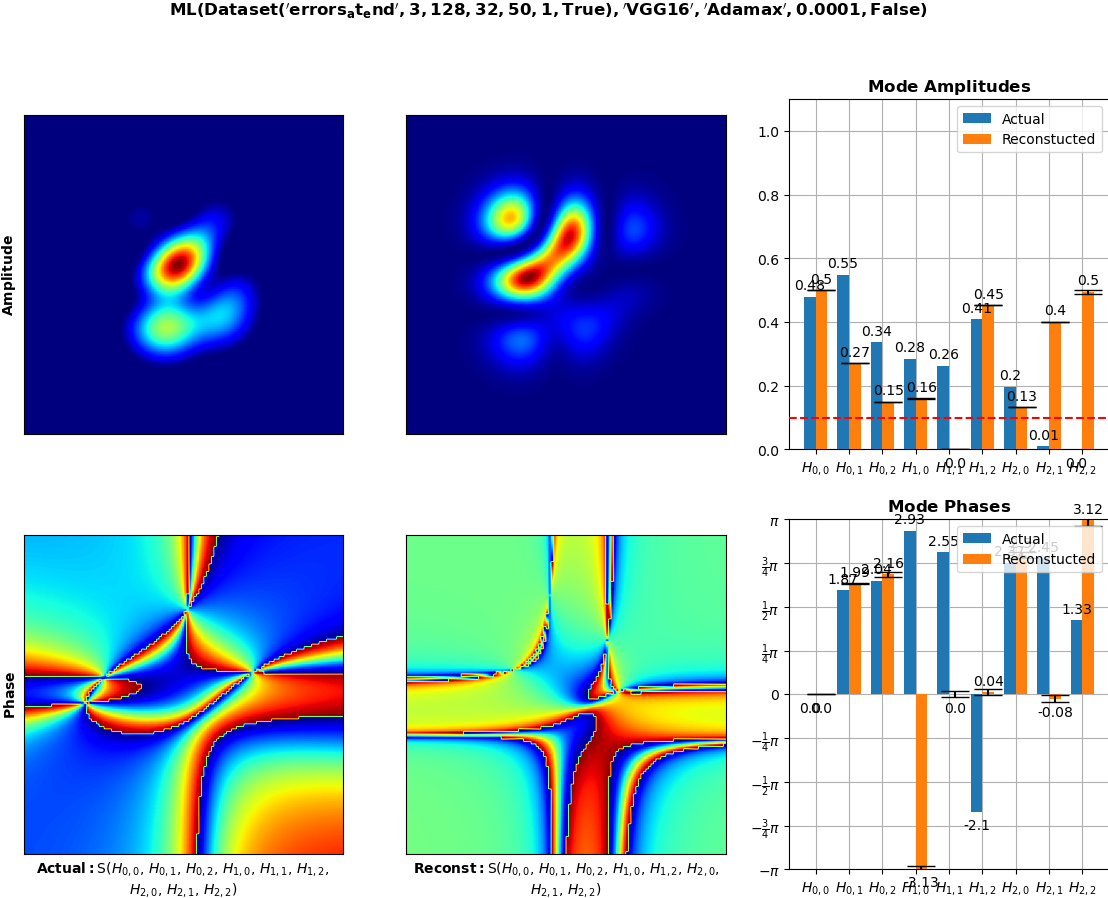 ML(Dataset('errors_at_end', 3, 128, 32, 50, 1, True), 'VGG16', 'Adamax', 0.0001, False)
Amplitude
Mode Amplitudes
Actual
Reconstucted
1.0
0.8
0.6
0.4
0.2
0.0
0.48
0.5
0.55
0.27
0.34
0.15
0.28
0.16
0.26
0.0
0.41
0.45
0.2
0.13
0.01
0.4
0.0
0.5
H0,0 H0,1 H0,2 H1,0 H1,1 H1,2 H2,0 H2,1 H2,2
Phase
Mode Phases
Actual
Reconstucted
π
3/4π
1/2π
1/4π
0
−1/4π
−1/2π
−3/4π
−π
0.0
0.0
1.87
1.99
2.04
2.16
2.93
-3.13
2.55
0.0
-2.1
0.04
2.45
-0.08
1.33
3.12
H0,0 H0,1 H0,2 H1,0 H1,1 H1,2 H2,0 H2,1 H2,2
Actual: S(H0,0, H0,1, H0,2, H1,0, H1,1, H1,2,
H2,0, H2,1, H2,2)
Reconst: S(H0,0, H0,1, H0,2, H1,0, H1,2, H2,0,
H2,1, H2,2)